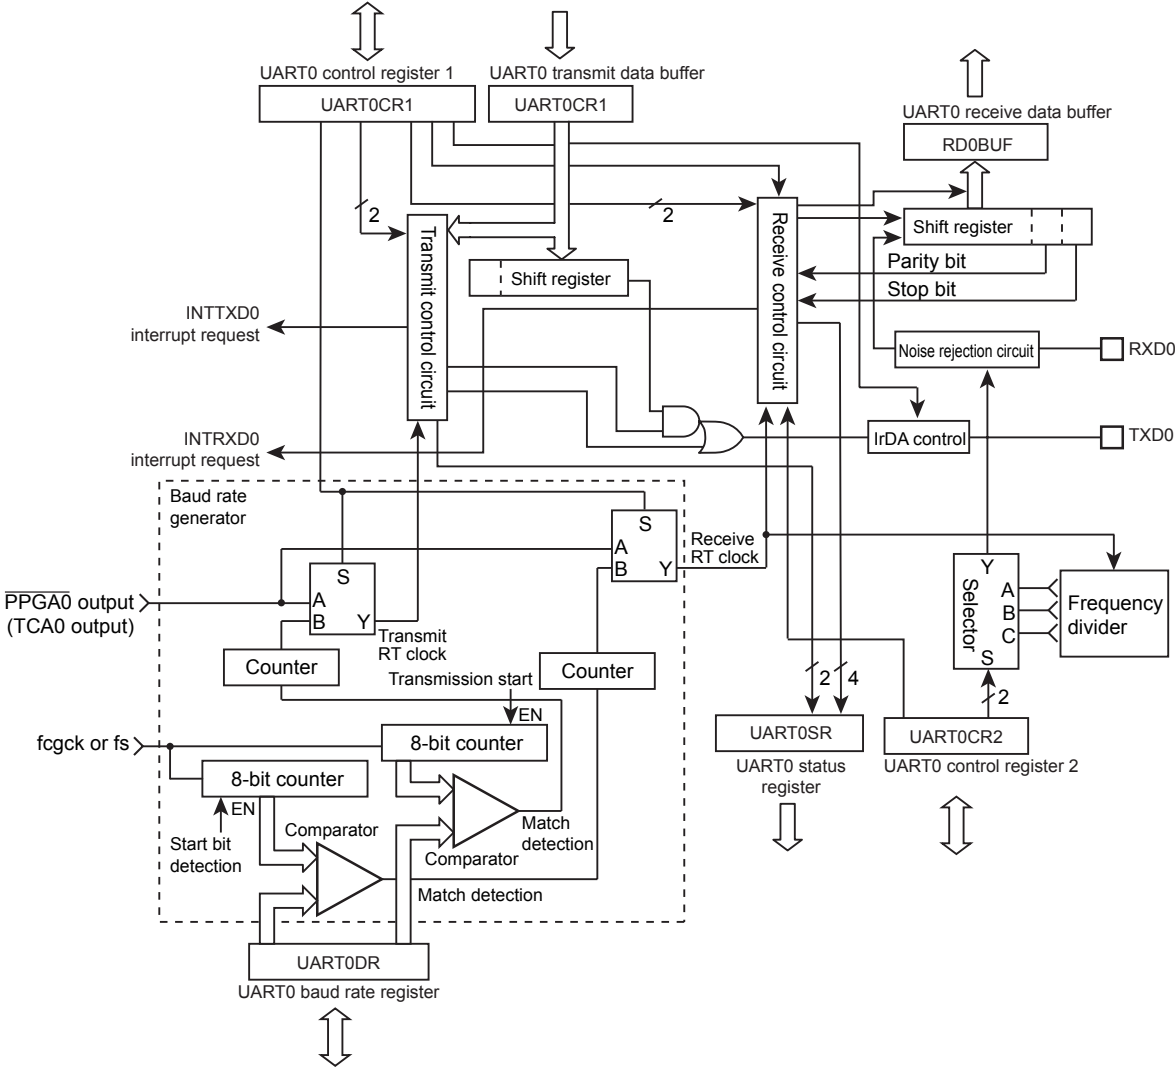 UART0 control register 1
UART0CR1
UART0 transmit data buffer
UART0CR1
UART0 receive data buffer
RD0BUF
2
2
Transmit control circuit
Receive control circuit
Shift register
Shift register
Parity bit
Stop bit
INTTXD0
interrupt request
Noise rejection circuit
RXD0
INTRXD0
interrupt request
IrDA control
TXD0
Baud rate
generator
S
A
B
Y
Receive
RT clock
PPGA0 output
(TCA0 output)
S
A
B
Y
Transmit
RT clock
Y
Selector
A
B
C
S
Frequency
divider
Counter
Counter
Transmission start
EN
2
4
2
fcgck or fs
8-bit counter
8-bit counter
EN
Start bit
detection
Comparator
Comparator
Match
detection
Match detection
UART0SR
UART0 status
register
UART0CR2
UART0 control register 2
UART0DR
UART0 baud rate register